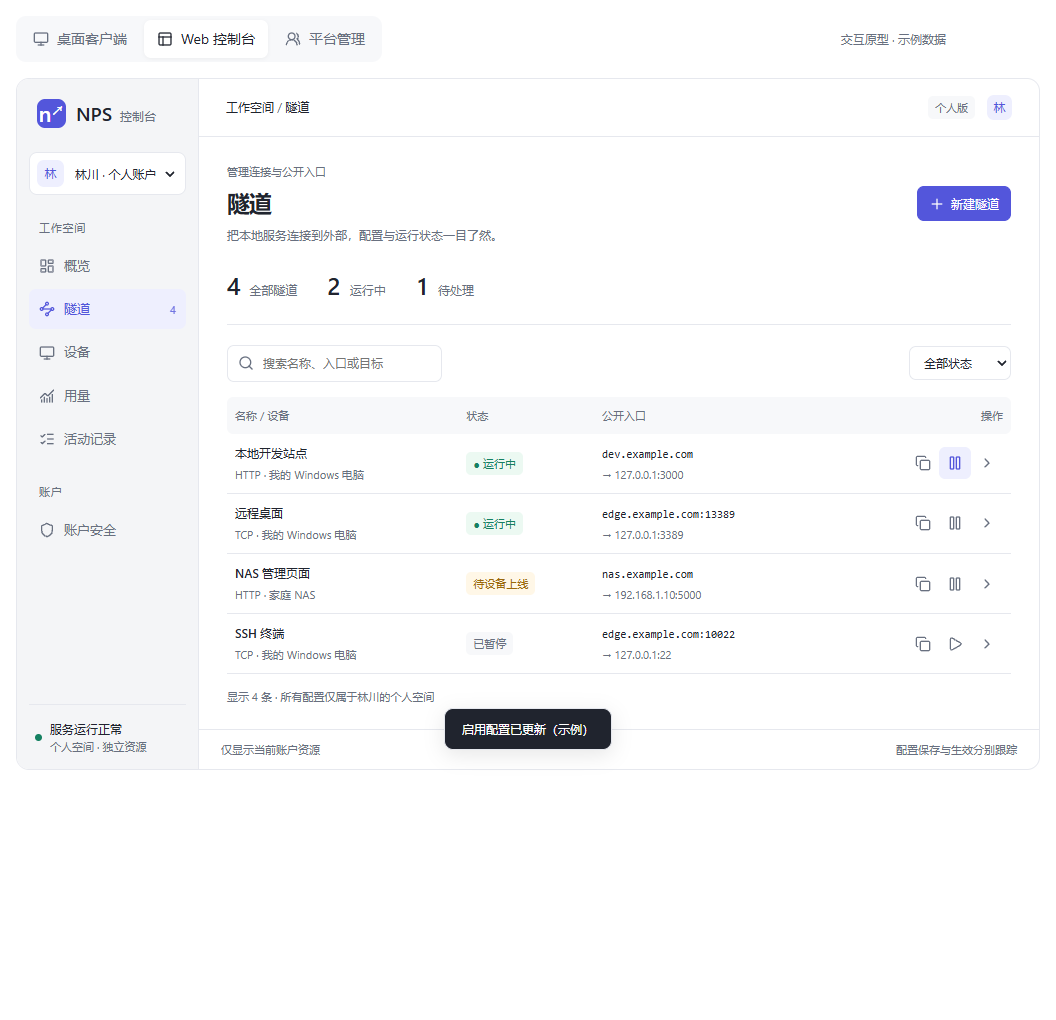 桌面客户端
Web 控制台
平台管理
交互原型 · 示例数据
n
NPS 控制台
林
林川 · 个人账户
工作空间
概览
隧道 4
设备
用量
活动记录
账户
账户安全
服务运行正常
个人空间 · 独立资源
工作空间 / 隧道
个人版
林
管理连接与公开入口
隧道
把本地服务连接到外部，配置与运行状态一目了然。
新建隧道
4 全部隧道
2 运行中
1 待处理
搜索名称、入口或目标
全部状态
名称 / 设备 状态 公开入口 操作
本地开发站点
HTTP · 我的 Windows 电脑
运行中
dev.example.com
→ 127.0.0.1:3000
远程桌面
TCP · 我的 Windows 电脑
运行中
edge.example.com:13389
→ 127.0.0.1:3389
NAS 管理页面
HTTP · 家庭 NAS
待设备上线
nas.example.com
→ 192.168.1.10:5000
SSH 终端
TCP · 我的 Windows 电脑
已暂停
edge.example.com:10022
→ 127.0.0.1:22
显示 4 条 · 所有配置仅属于林川的个人空间
启用配置已更新（示例）
仅显示当前账户资源
配置保存与生效分别跟踪